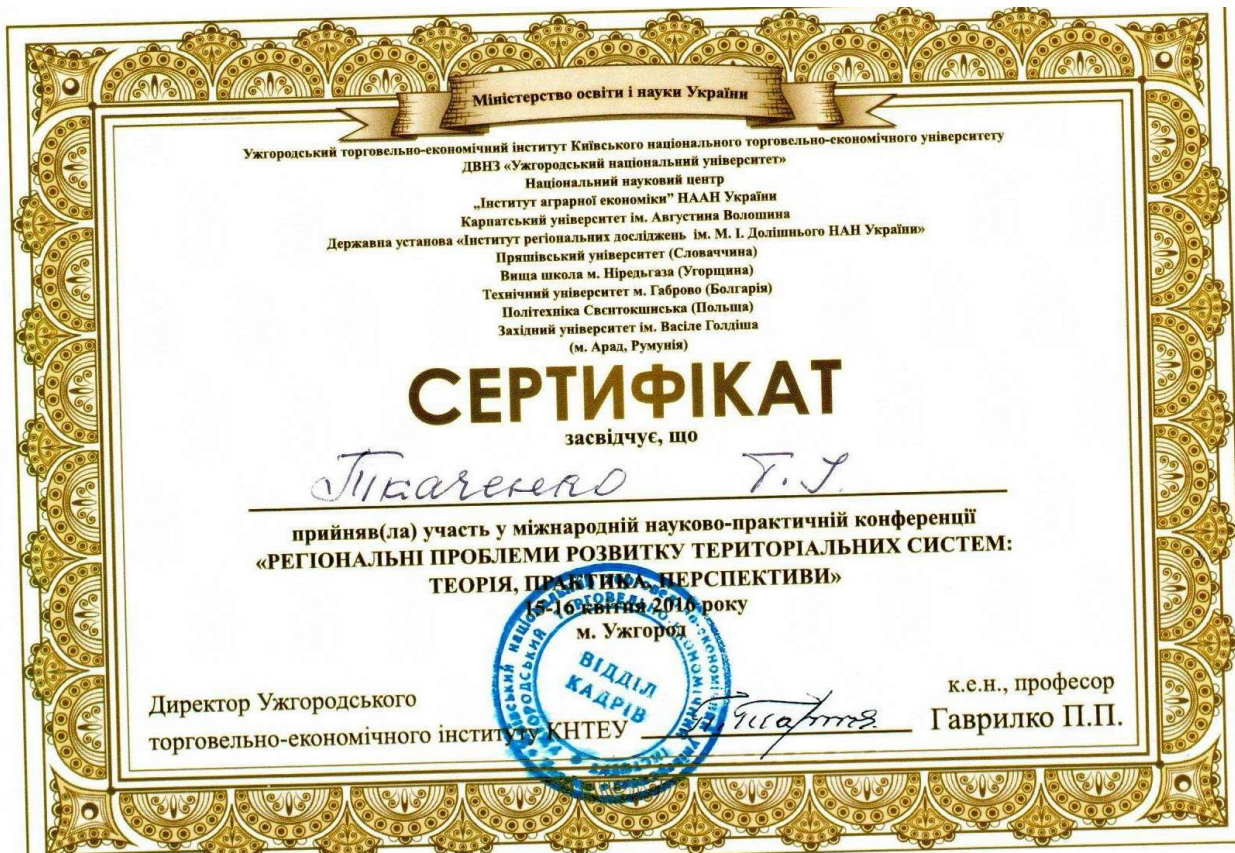 Міністерство освіти і науки України
Ужгородський торговельно-економічний інститут Київського національного торговельно-економічного університету
ДВНЗ «Ужгородський національний університет»
Національний науковий центр
„Інститут аграрної економіки” НААН України
Карпатський університет ім. Августина Волошина
Державна установа «Інститут регіональних досліджень ім. М. І. Долішнього НАН України»
Пряшівський університет (Словаччина)
Вища школа м. Ніредьгаза (Угорщина)
Технічний університет м. Габрово (Болгарія)
Політехніка Свєнтокшиська (Польща)
Західний університет ім. Васіле Голдіша
(м. Арад, Румунія)
СЕРТИФІКАТ
засвідчує, що
Ткаченко Т. І.
прийняв(ла) участь у міжнародній науково-практичній конференції
«РЕГІОНАЛЬНІ ПРОБЛЕМИ РОЗВИТКУ ТЕРИТОРІАЛЬНИХ СИСТЕМ:
ТЕОРІЯ, ПРАКТИКА, ПЕРСПЕКТИВИ»
15-16 квітня 2016 року
м. Ужгород
ВІДДІЛ
КАДРІВ
Директор Ужгородського
торговельно-економічного інституту КНТЕУ
к.е.н., професор
Гаврилко П.П.